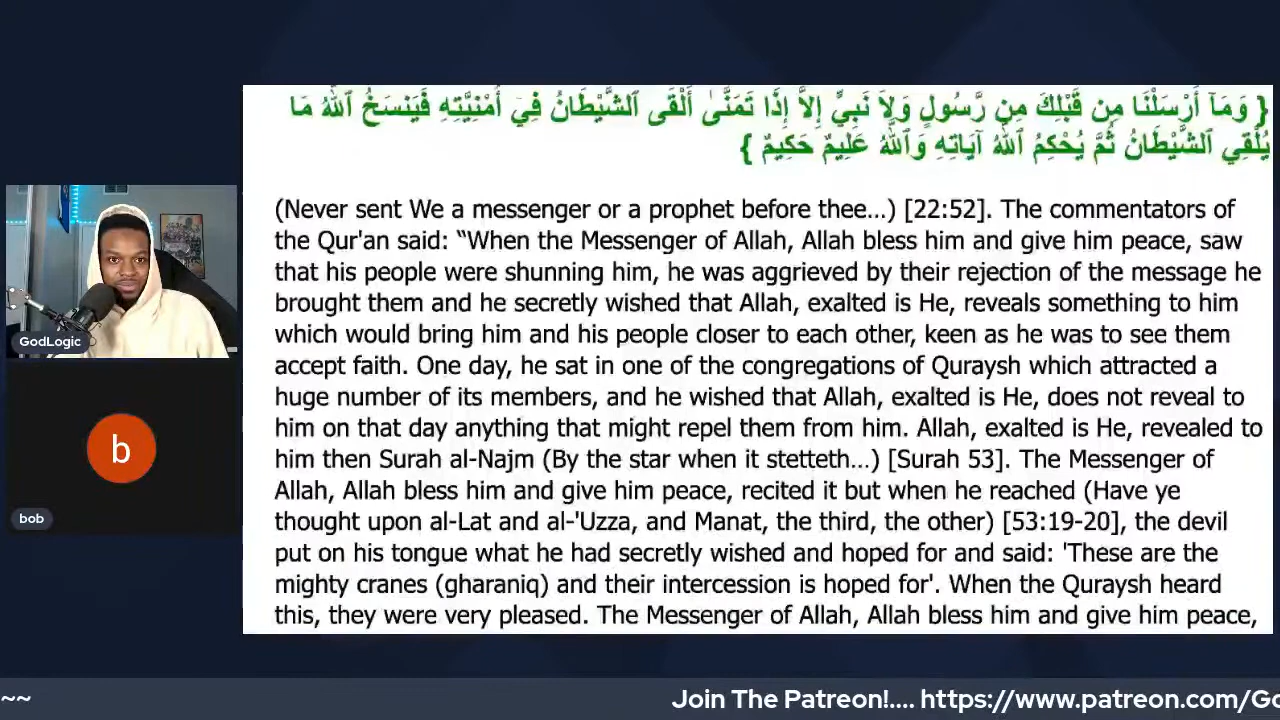 { وَمَآ أَرْسَلْنَا مِن قَبْلِكَ مِن رَّسُولٍ وَلاَ نَبِيٍّ إِلاَّ إِذَا تَمَنَّىٰ أَلْقَى ٱلشَّيْطَانُ فِيۤ أُمْنِيَّتِهِ فَيَنسَخُ ٱللَّهُ مَا
يُلْقِي ٱلشَّيْطَانُ ثُمَّ يُحْكِمُ ٱللَّهُ آيَاتِهِ وَٱللَّهُ عَلِيمٌ حَكِيمٌ }
(Never sent We a messenger or a prophet before thee…) [22:52]. The commentators of
the Qur'an said: “When the Messenger of Allah, Allah bless him and give him peace, saw
that his people were shunning him, he was aggrieved by their rejection of the message he
brought them and he secretly wished that Allah, exalted is He, reveals something to him
which would bring him and his people closer to each other, keen as he was to see them
accept faith. One day, he sat in one of the congregations of Quraysh which attracted a
huge number of its members, and he wished that Allah, exalted is He, does not reveal to
him on that day anything that might repel them from him. Allah, exalted is He, revealed to
him then Surah al-Najm (By the star when it stetteth…) [Surah 53]. The Messenger of
Allah, Allah bless him and give him peace, recited it but when he reached (Have ye
thought upon al-Lat and al-'Uzza, and Manat, the third, the other) [53:19-20], the devil
put on his tongue what he had secretly wished and hoped for and said: 'These are the
mighty cranes (gharaniq) and their intercession is hoped for'. When the Quraysh heard
this, they were very pleased. The Messenger of Allah, Allah bless him and give him peace,
GodLogic
b
bob
~~ Join The Patreon!.... https://www.patreon.com/Go